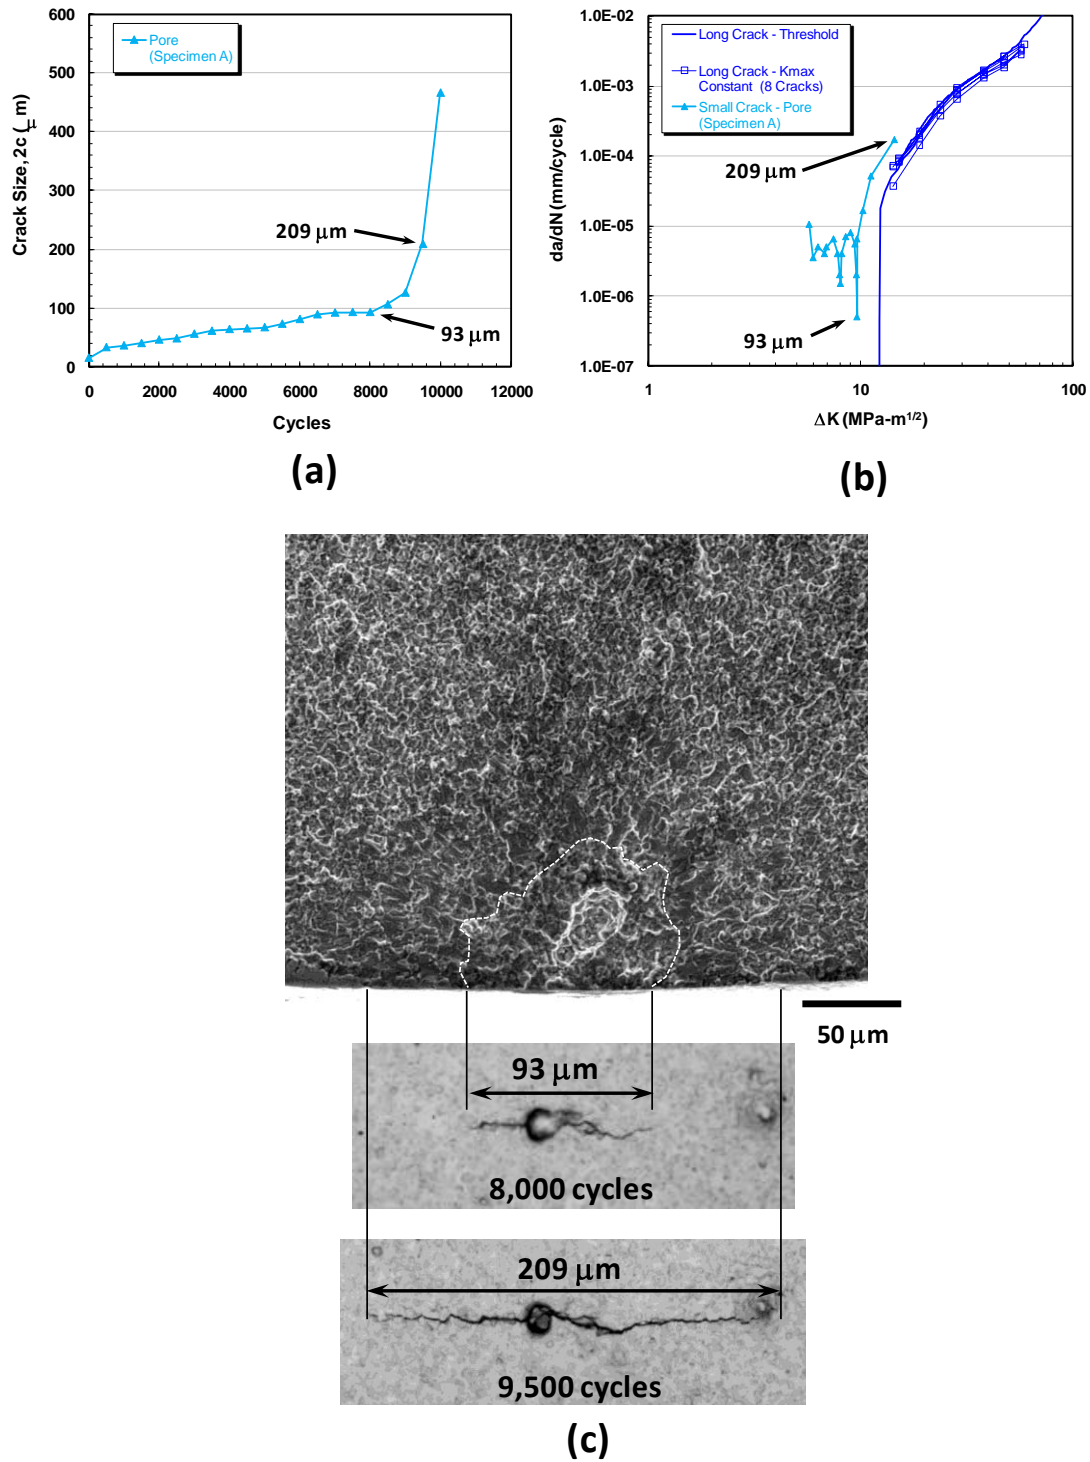 600
500
400
300
200
100
0
Crack Size, 2c (μm)
Pore
(Specimen A)
209 μm
93 μm
0 2000 4000 6000 8000 10000 12000
Cycles
(a)
1.0E-02
1.0E-03
1.0E-04
1.0E-05
1.0E-06
1.0E-07
da/dN (mm/cycle)
Long Crack - Threshold
Long Crack - Kmax
Constant (8 Cracks)
Small Crack - Pore
(Specimen A)
209 μm
93 μm
1 10 100
ΔK (MPa-m1/2)
(b)
50 μm
93 μm
8,000 cycles
209 μm
9,500 cycles
(c)